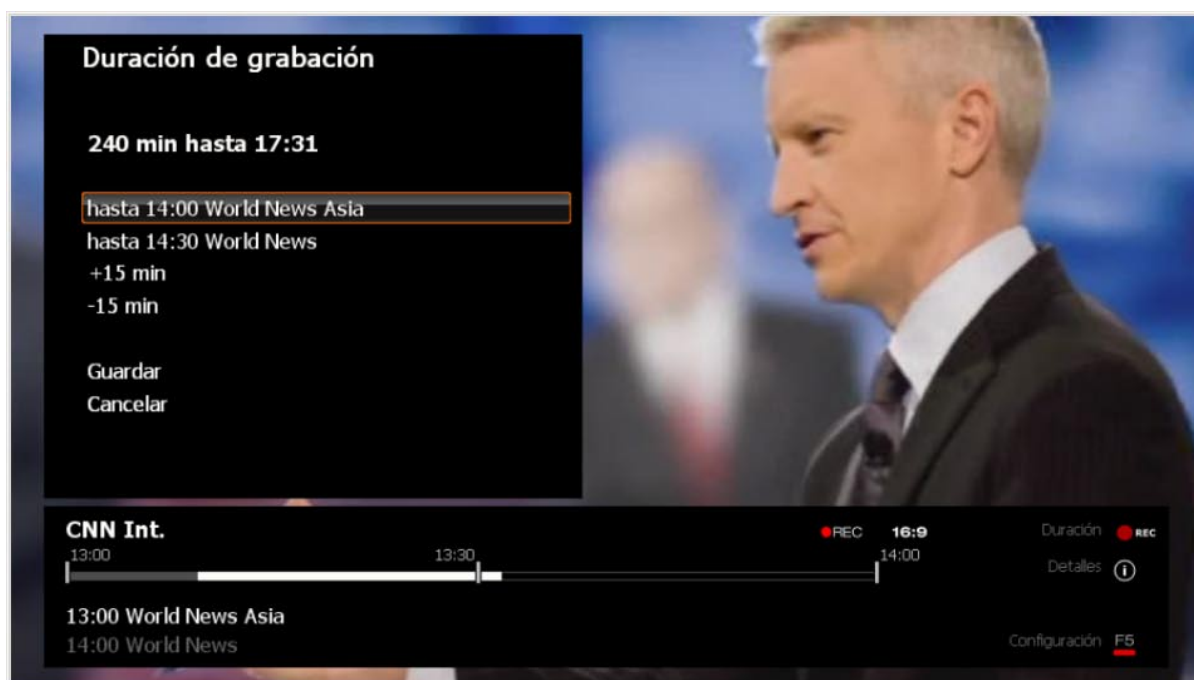 Duración de grabación
240 min hasta 17:31
hasta 14:00 World News Asia
hasta 14:30 World News
+15 min
-15 min
Guardar
Cancelar
CNN Int.
REC 16:9 Duración REC
13:00 13:30 14:00
Detalles i
13:00 World News Asia
14:00 World News
Configuración F5